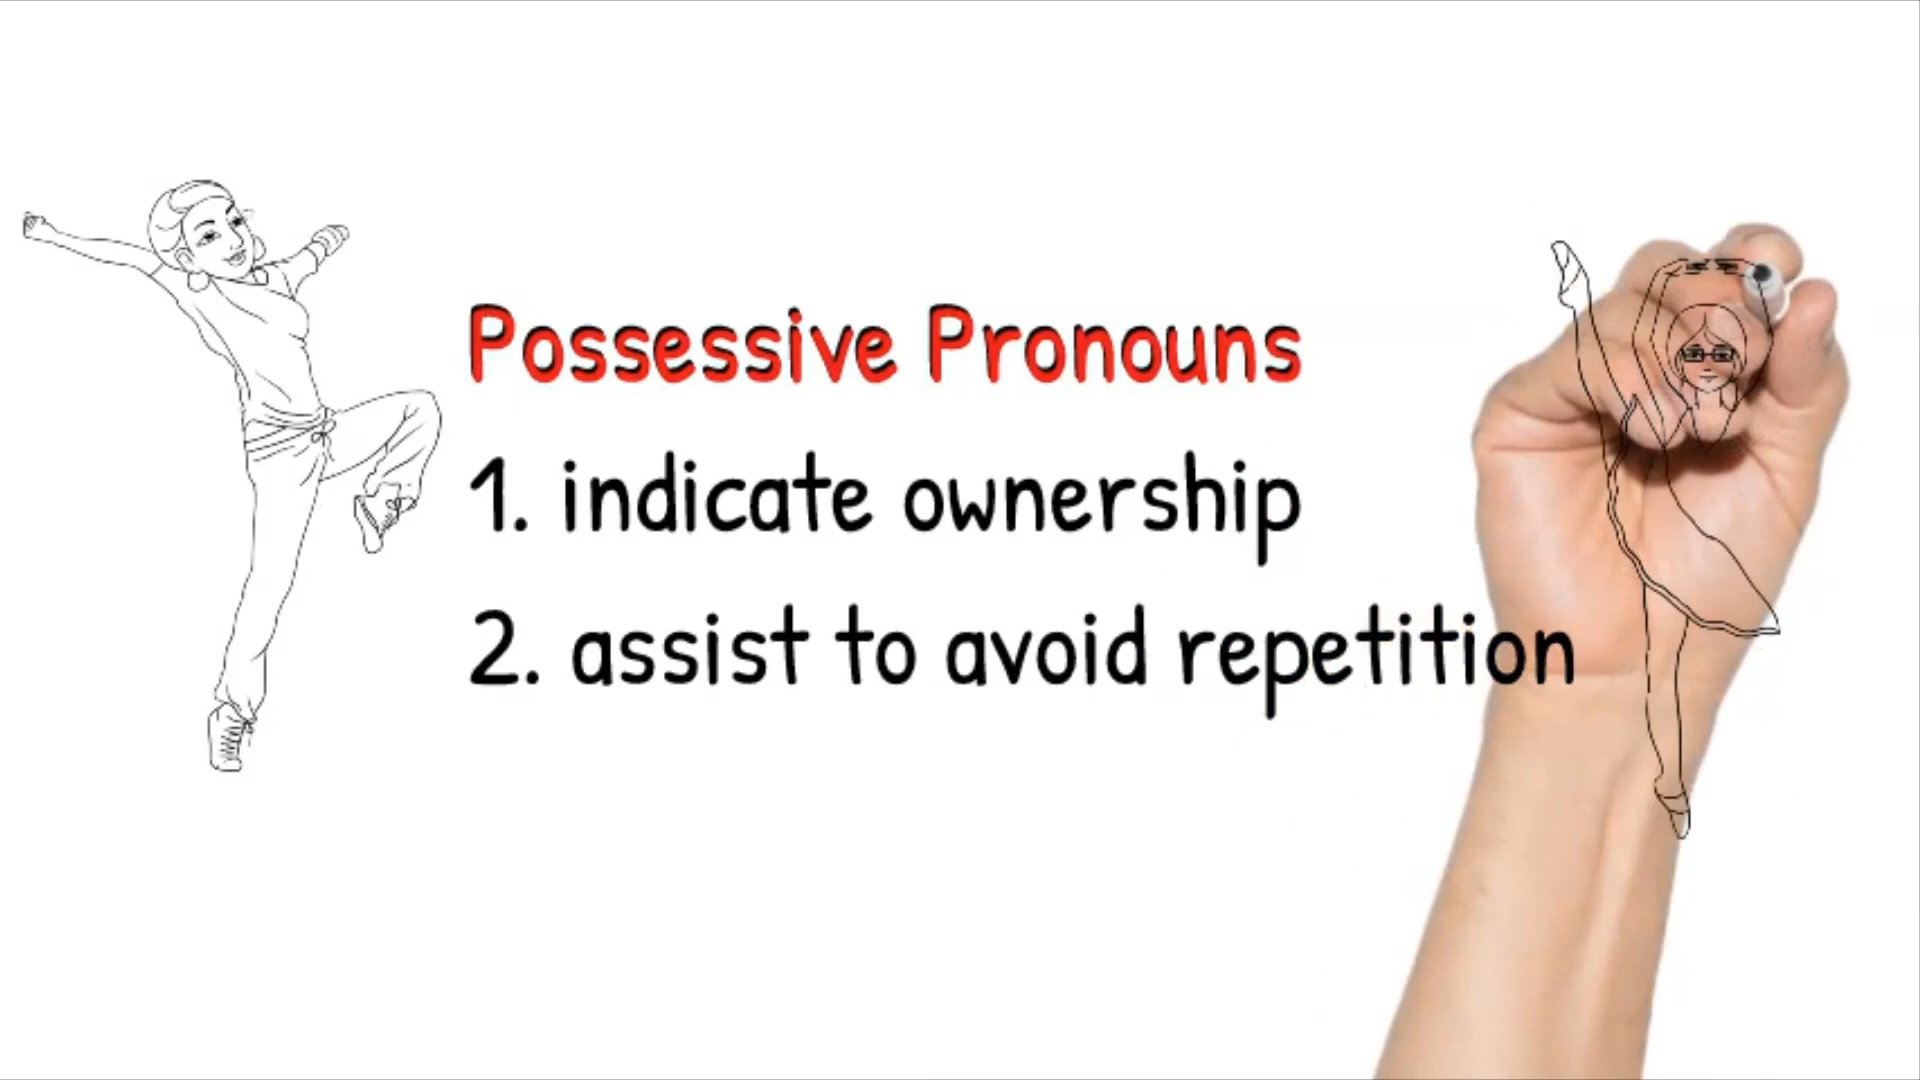 Possessive Pronouns
1. indicate ownership
2. assist to avoid repetition